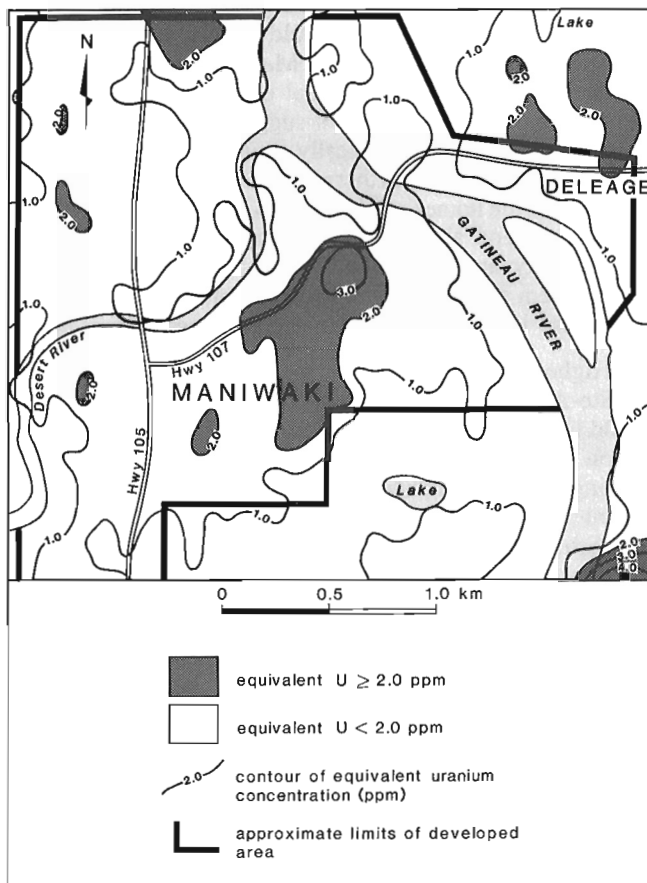 Lake
N
2.0
1.0
1.0
2.0
2.0
1.0
1.0
2.0
DELEAGE
1.0
2.0
1.0
1.0
GATINEAU RIVER
1.0
3.0
2.0
1.0
Desert River
Hwy 107
1.0
2.0
MANIWAKI
1.0
2.0
Hwy 105
1.0
Lake
1.0
1.0
1.0
1.0
2.0
3.0
4.0
0 0.5 1.0 km
equivalent U ≥ 2.0 ppm
equivalent U < 2.0 ppm
2.0
contour of equivalent uranium
concentration (ppm)
approximate limits of developed
area